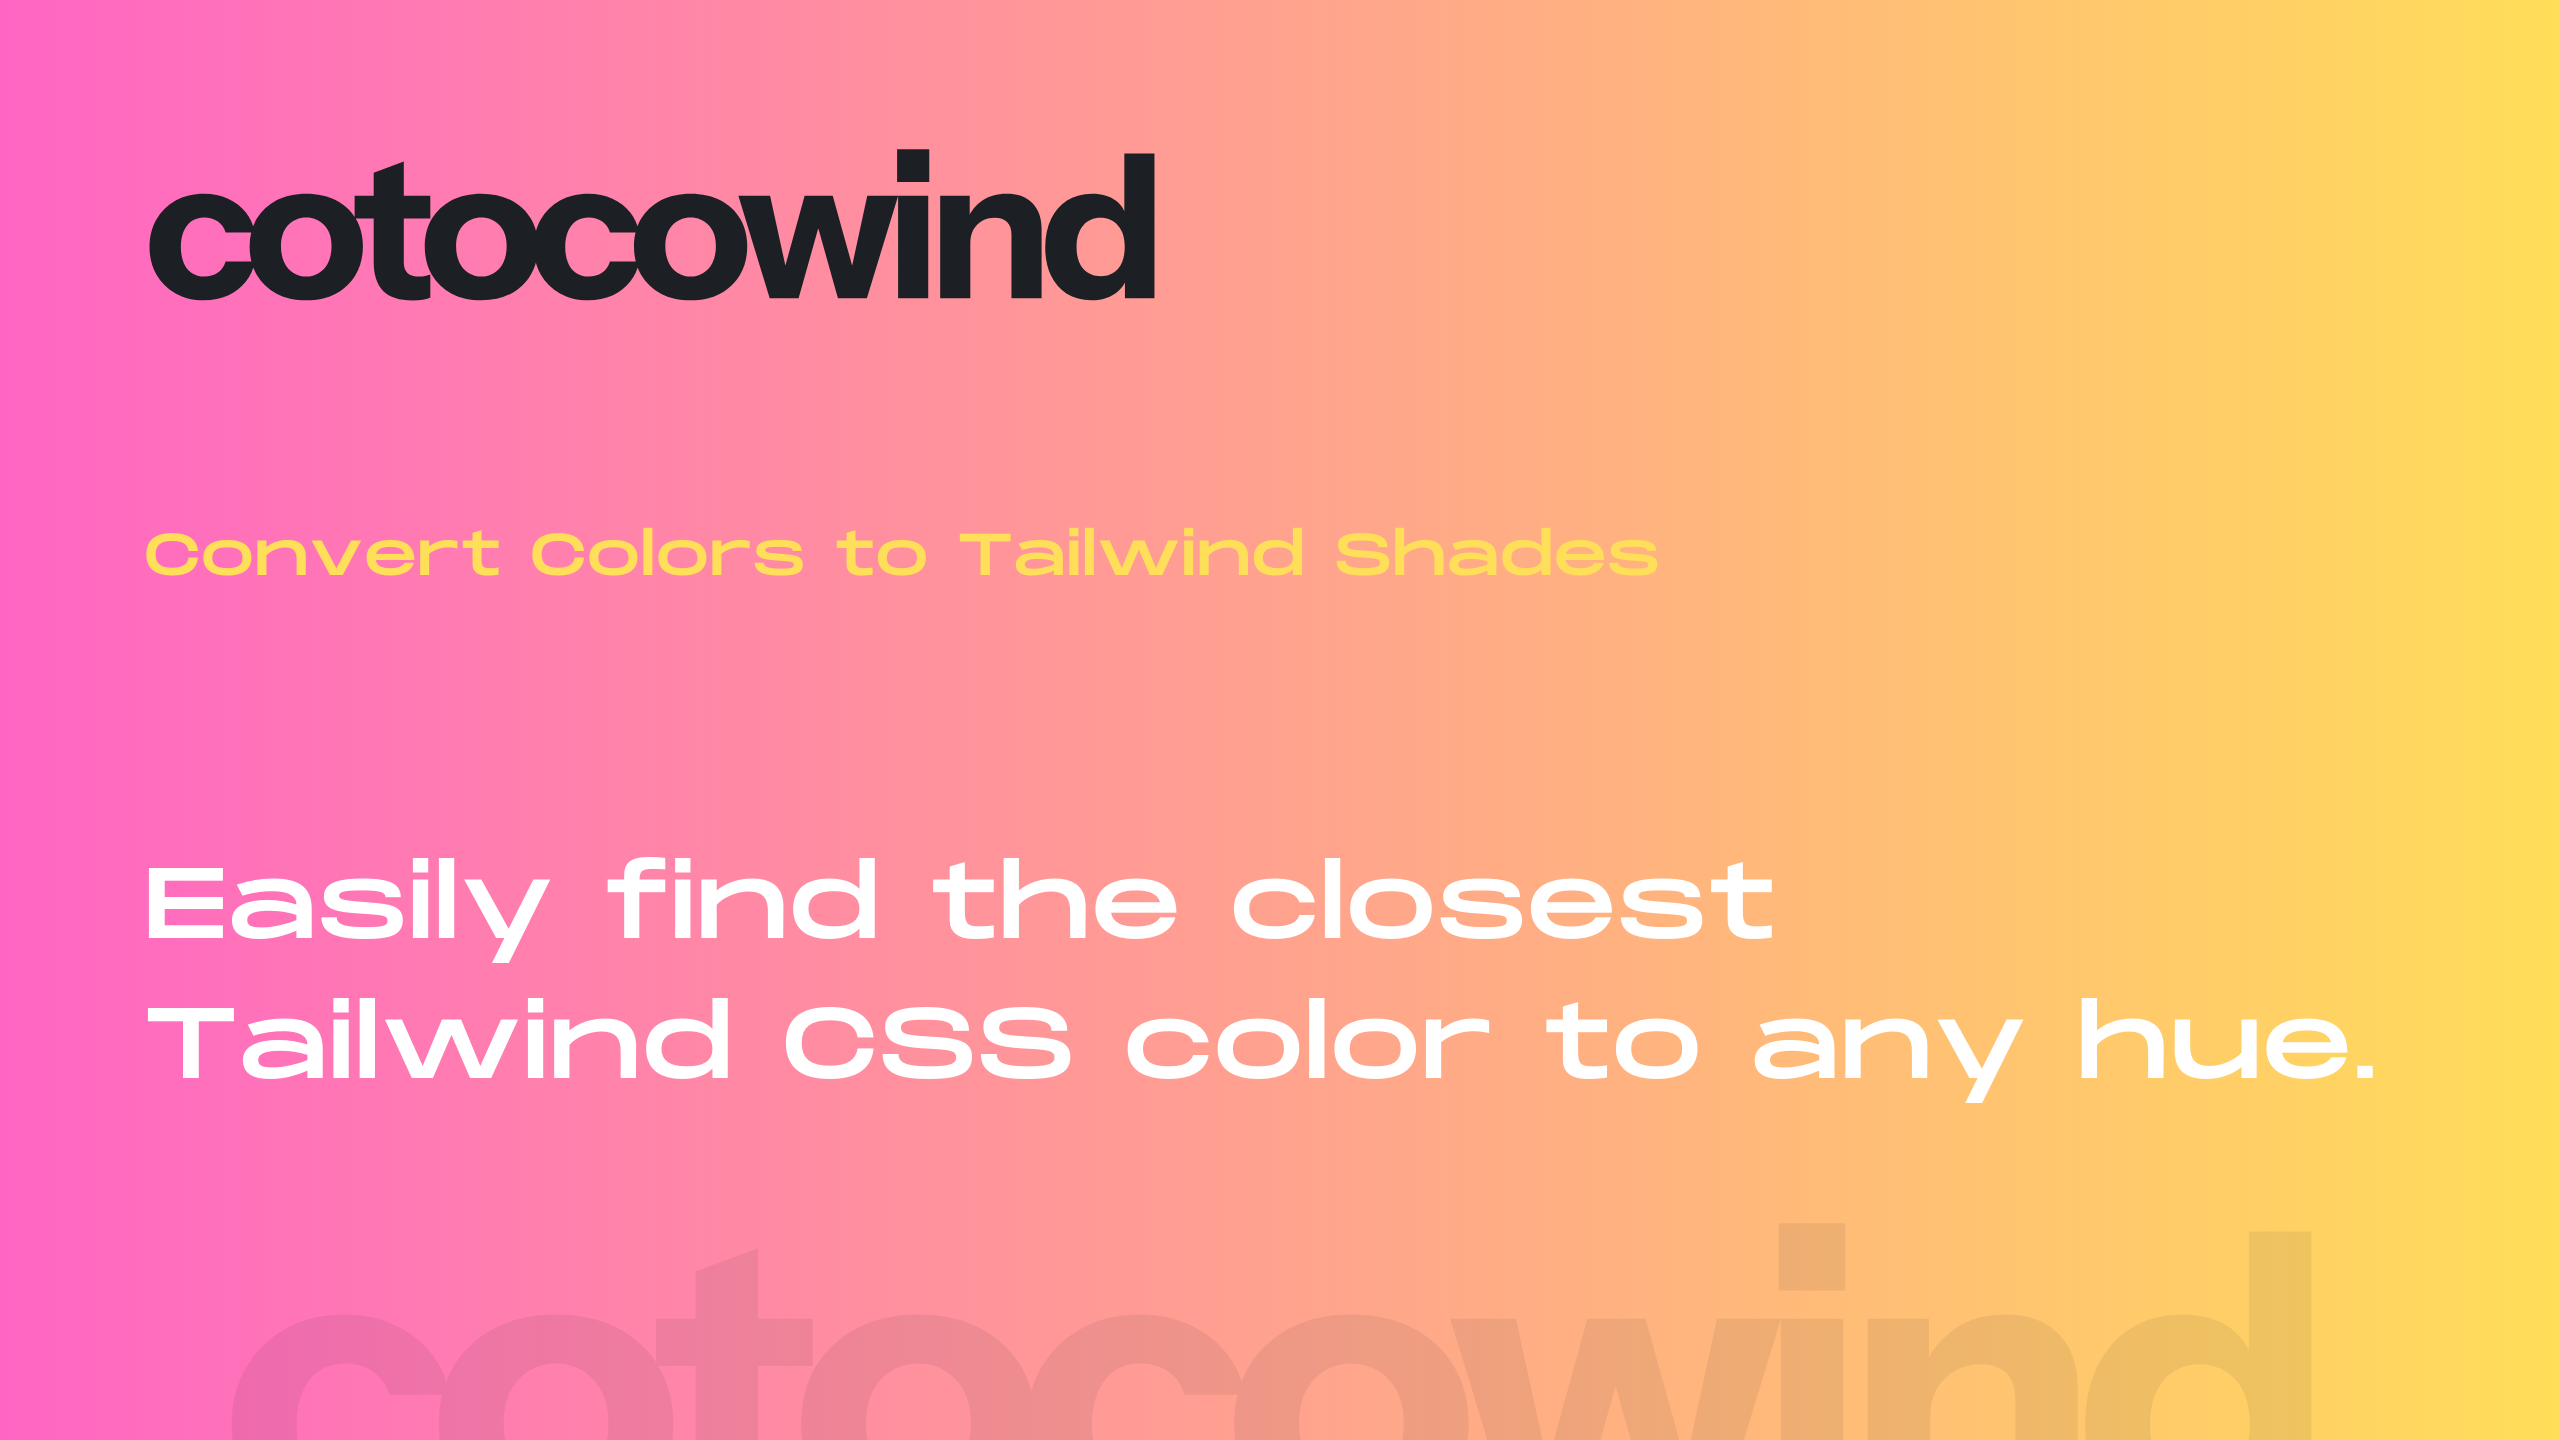 cotocowind
Convert Colors to Tailwind Shades
Easily find the closest
Tailwind CSS color to any hue.
cotocowind